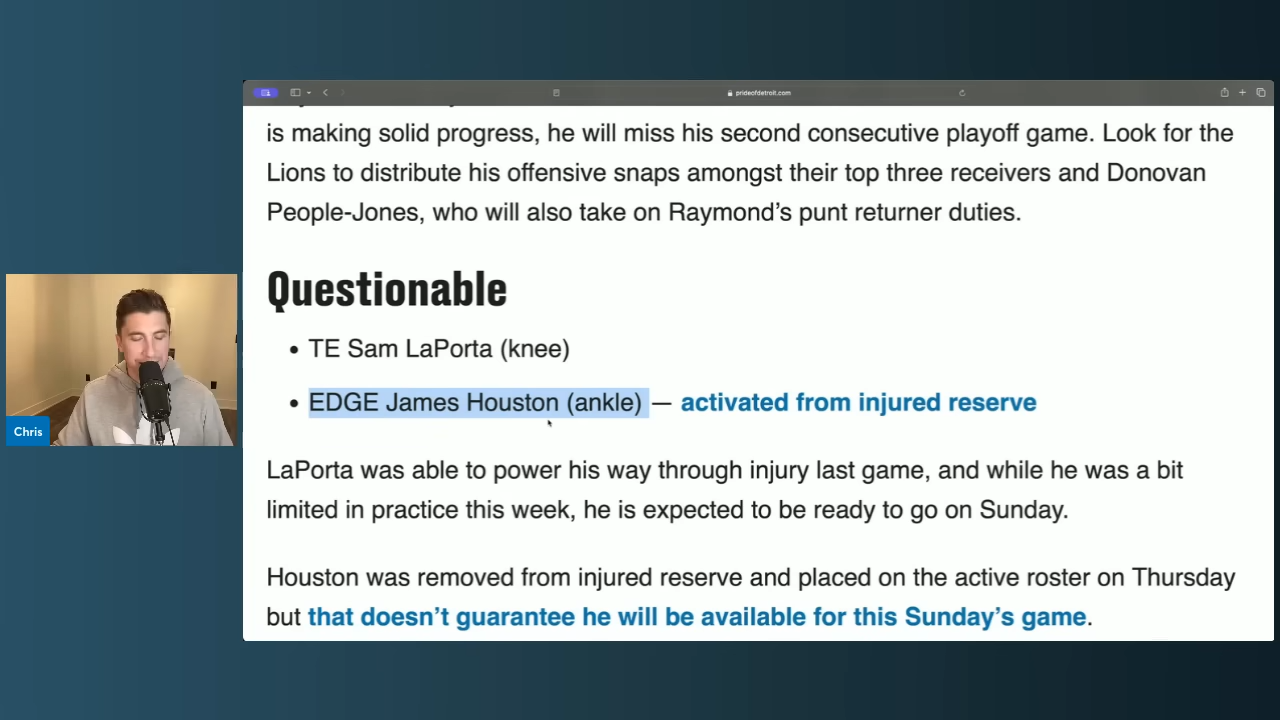 prideofdetroit.com
is making solid progress, he will miss his second consecutive playoff game. Look for the
Lions to distribute his offensive snaps amongst their top three receivers and Donovan
People-Jones, who will also take on Raymond’s punt returner duties.
Questionable
• TE Sam LaPorta (knee)
• EDGE James Houston (ankle) — activated from injured reserve
Chris
LaPorta was able to power his way through injury last game, and while he was a bit
limited in practice this week, he is expected to be ready to go on Sunday.
Houston was removed from injured reserve and placed on the active roster on Thursday
but that doesn’t guarantee he will be available for this Sunday’s game.